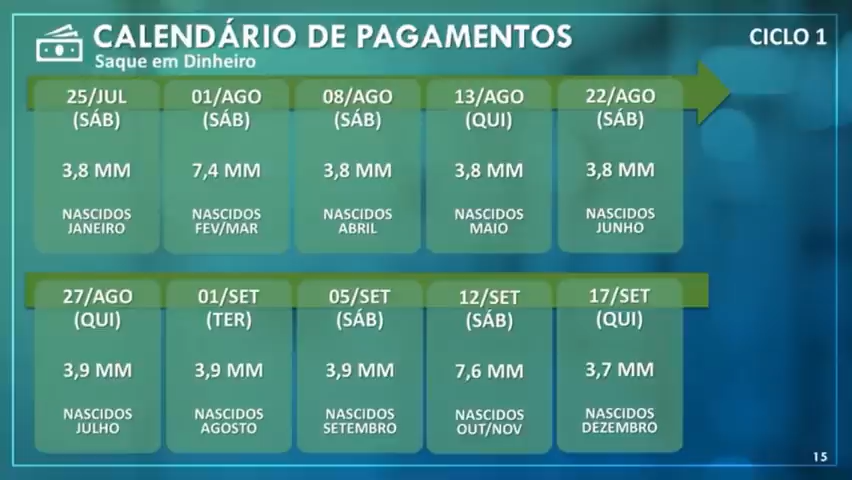 CALENDÁRIO DE PAGAMENTOS
Saque em Dinheiro
CICLO 1
25/JUL
(SÁB)
3,8 MM
NASCIDOS
JANEIRO
01/AGO
(SÁB)
7,4 MM
NASCIDOS
FEV/MAR
08/AGO
(SÁB)
3,8 MM
NASCIDOS
ABRIL
13/AGO
(QUI)
3,8 MM
NASCIDOS
MAIO
22/AGO
(SÁB)
3,8 MM
NASCIDOS
JUNHO
27/AGO
(QUI)
3,9 MM
NASCIDOS
JULHO
01/SET
(TER)
3,9 MM
NASCIDOS
AGOSTO
05/SET
(SÁB)
3,9 MM
NASCIDOS
SETEMBRO
12/SET
(SÁB)
7,6 MM
NASCIDOS
OUT/NOV
17/SET
(QUI)
3,7 MM
NASCIDOS
DEZEMBRO
15